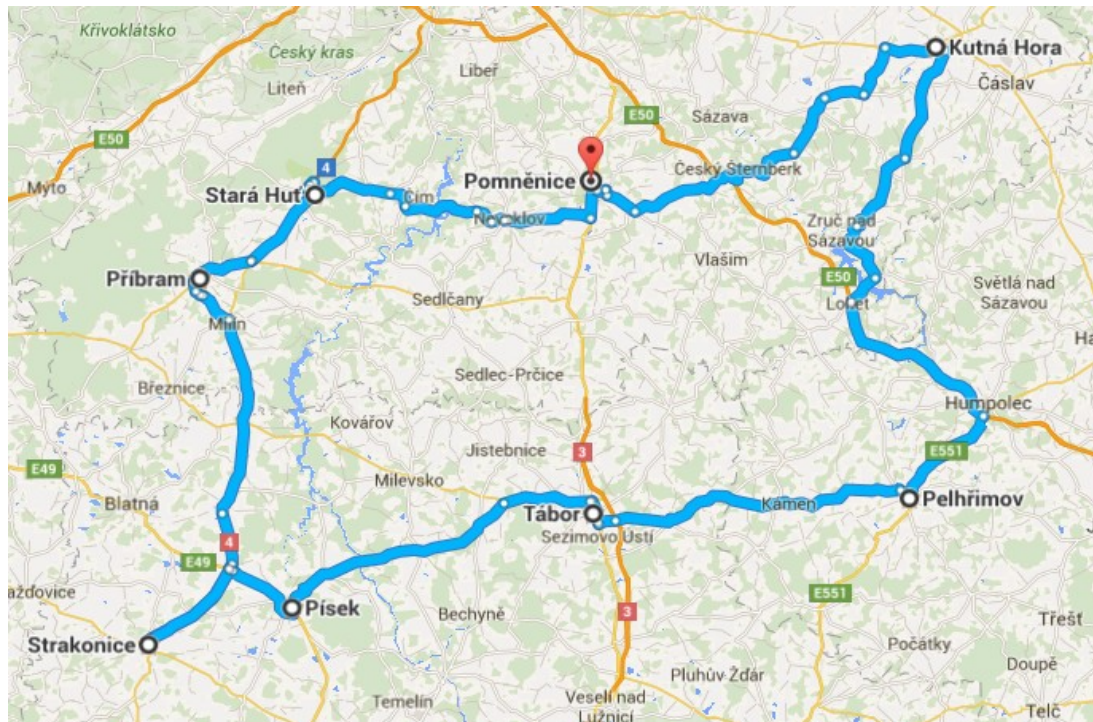 Křivoklátsko
Český kras
Liteň
Libeř
Kutná Hora
Čáslav
E50
E50
Sázava
Mýto
4
Stará Huť
Čím
Pomněnice
Český Šternberk
Neveklov
Zruč nad
Sázavou
Vlašim
E50
Příbram
Sedlčany
Loket
Světlá nad
Sázavou
Milín
Březnice
Sedlec-Prčice
Humpolec
Kovářov
Jistebnice
3
E551
E49
Milevsko
Blatná
Tábor
Kámen
Pelhřimov
Sezimovo Ústí
4
E49
ažďovice
Písek
Bechyně
3
E551
Třešť
Strakonice
Počátky
Doupě
Pluhův Žďár
Temelín
Veselí nad
Lužnicí
Telč